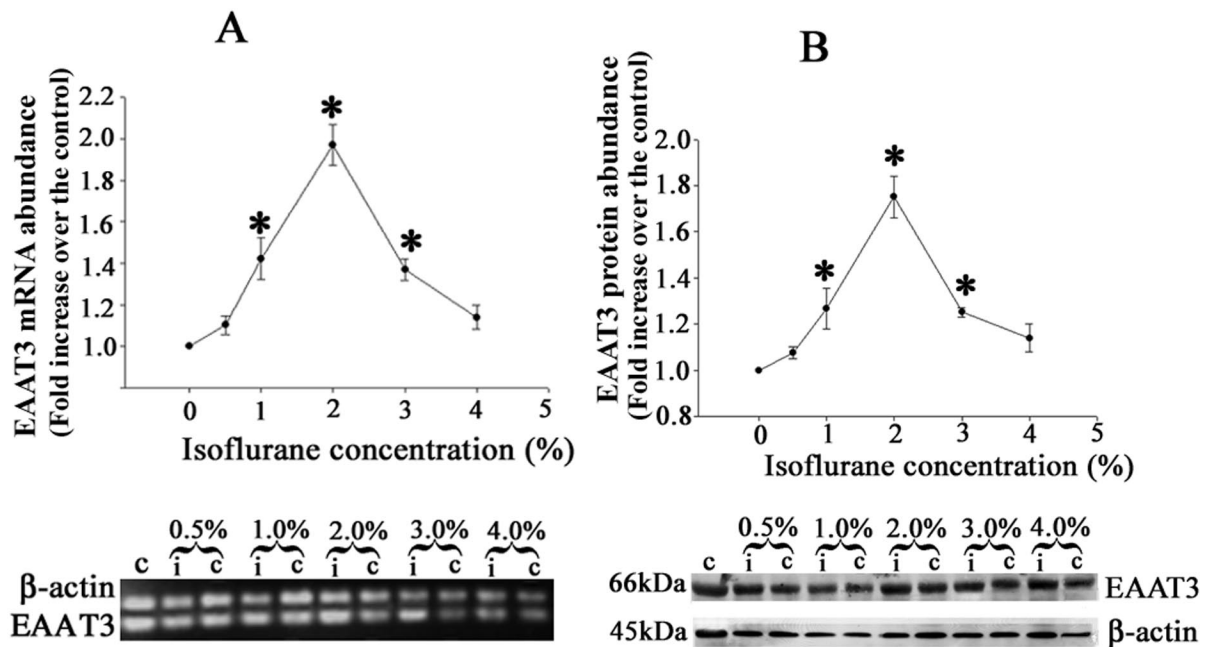 A
EAAT3 mRNA abundance
(Fold increase over the control)
2.2
2.0
1.8
1.6
1.4
1.2
1.0
0 1 2 3 4 5
Isoflurane concentration (%)
0.5% 1.0% 2.0% 3.0% 4.0%
c i c i c i c i c i c
β-actin
EAAT3
B
EAAT3 protein abundance
(Fold increase over the control)
2.0
1.8
1.6
1.4
1.2
1.0
0.8
0 1 2 3 4 5
Isoflurane concentration (%)
0.5% 1.0% 2.0% 3.0% 4.0%
c i c i c i c i c i c
66kDa EAAT3
45kDa β-actin